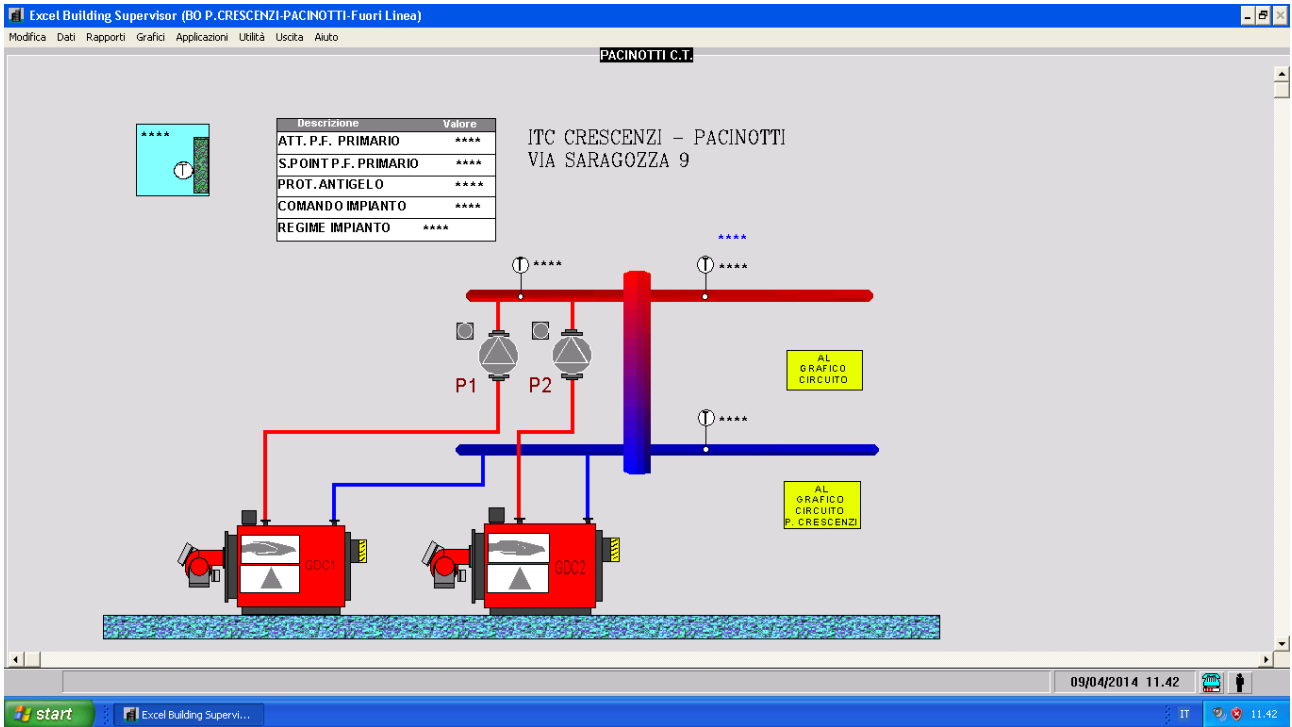 Excel Building Supervisor (BO P.CRESCENZI-PACINOTTI-Fuori Linea)
Modifica Dati Rapporti Grafici Applicazioni Utilità Uscita Aiuto
PACINOTTI C.T.
****
Descrizione Valore
ATT. P.F. PRIMARIO ****
S.POINT P.F. PRIMARIO ****
PROT. ANTIGELO ****
COMANDO IMPIANTO ****
REGIME IMPIANTO ****
ITC CRESCENZI - PACINOTTI
VIA SARAGOZZA 9
T
****
T ****
T ****
P1
P2
AL
GRAFICO
CIRCUITO
T ****
AL
GRAFICO
CIRCUITO
P. CRESCENZI
GDC1
GDC2
09/04/2014 11.42
start
Excel Building Supervi...
IT
11.42